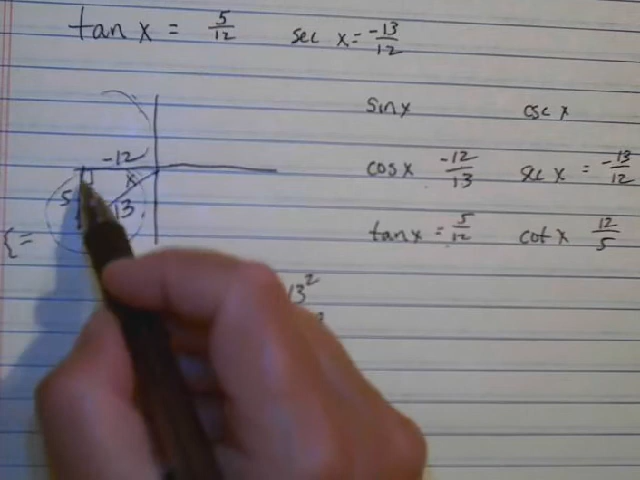 tan x = 5/12 sec x = -13/12
sin x csc x
-12 cos x -12/13 sec x = -13/12
x
5 13 tan x = 5/12 cot x 12/5
13²